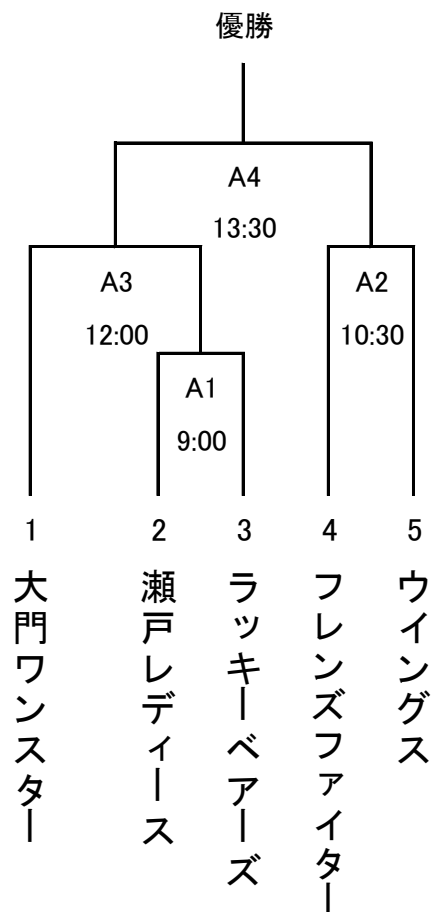 優勝
A4
13:30
A3
12:00
A2
10:30
A1
9:00
1
2
3
4
5
大門ワンスター
瀬戸レディース
ラッキーベアーズ
フレンズファイター
ウイングス